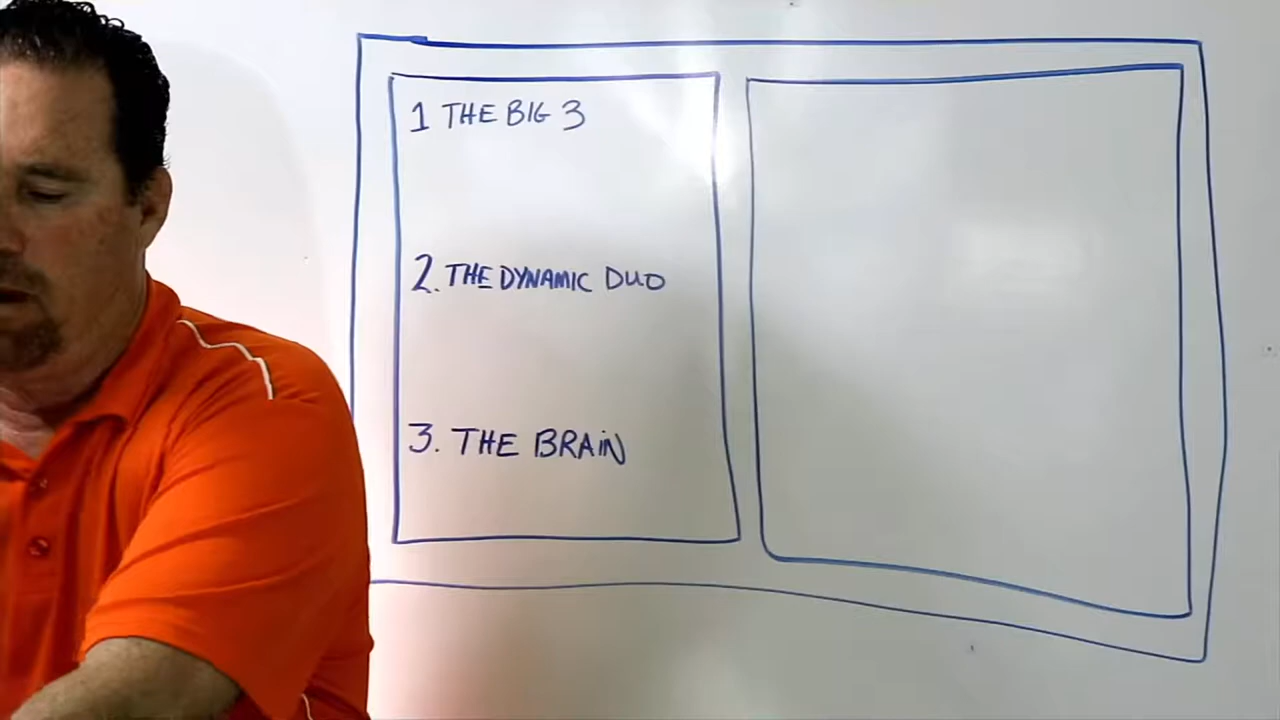 1 THE BIG 3
2. THE DYNAMIC DUO
3. THE BRAiN